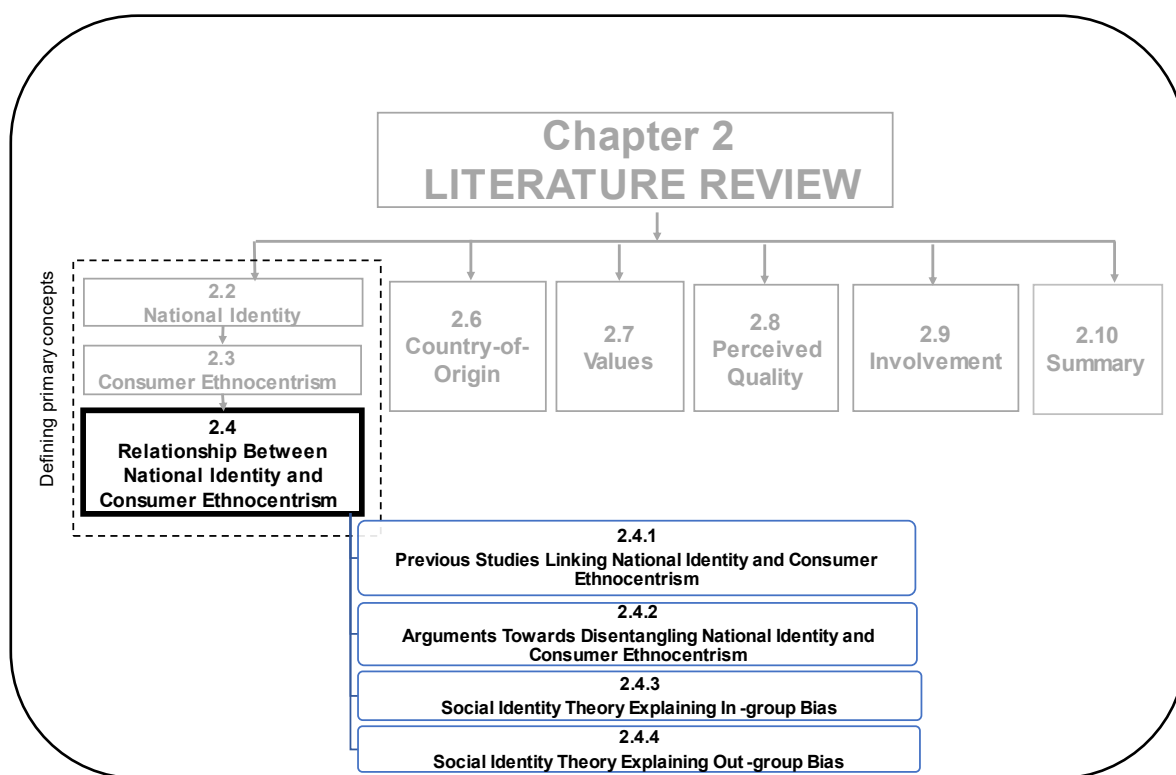 Chapter 2
LITERATURE REVIEW
Defining primary concepts
2.2
National Identity
2.3
Consumer Ethnocentrism
2.4
Relationship Between
National Identity and
Consumer Ethnocentrism
2.6
Country-of-
Origin
2.7
Values
2.8
Perceived
Quality
2.9
Involvement
2.10
Summary
2.4.1
Previous Studies Linking National Identity and Consumer
Ethnocentrism
2.4.2
Arguments Towards Disentangling National Identity and
Consumer Ethnocentrism
2.4.3
Social Identity Theory Explaining In -group Bias
2.4.4
Social Identity Theory Explaining Out -group Bias